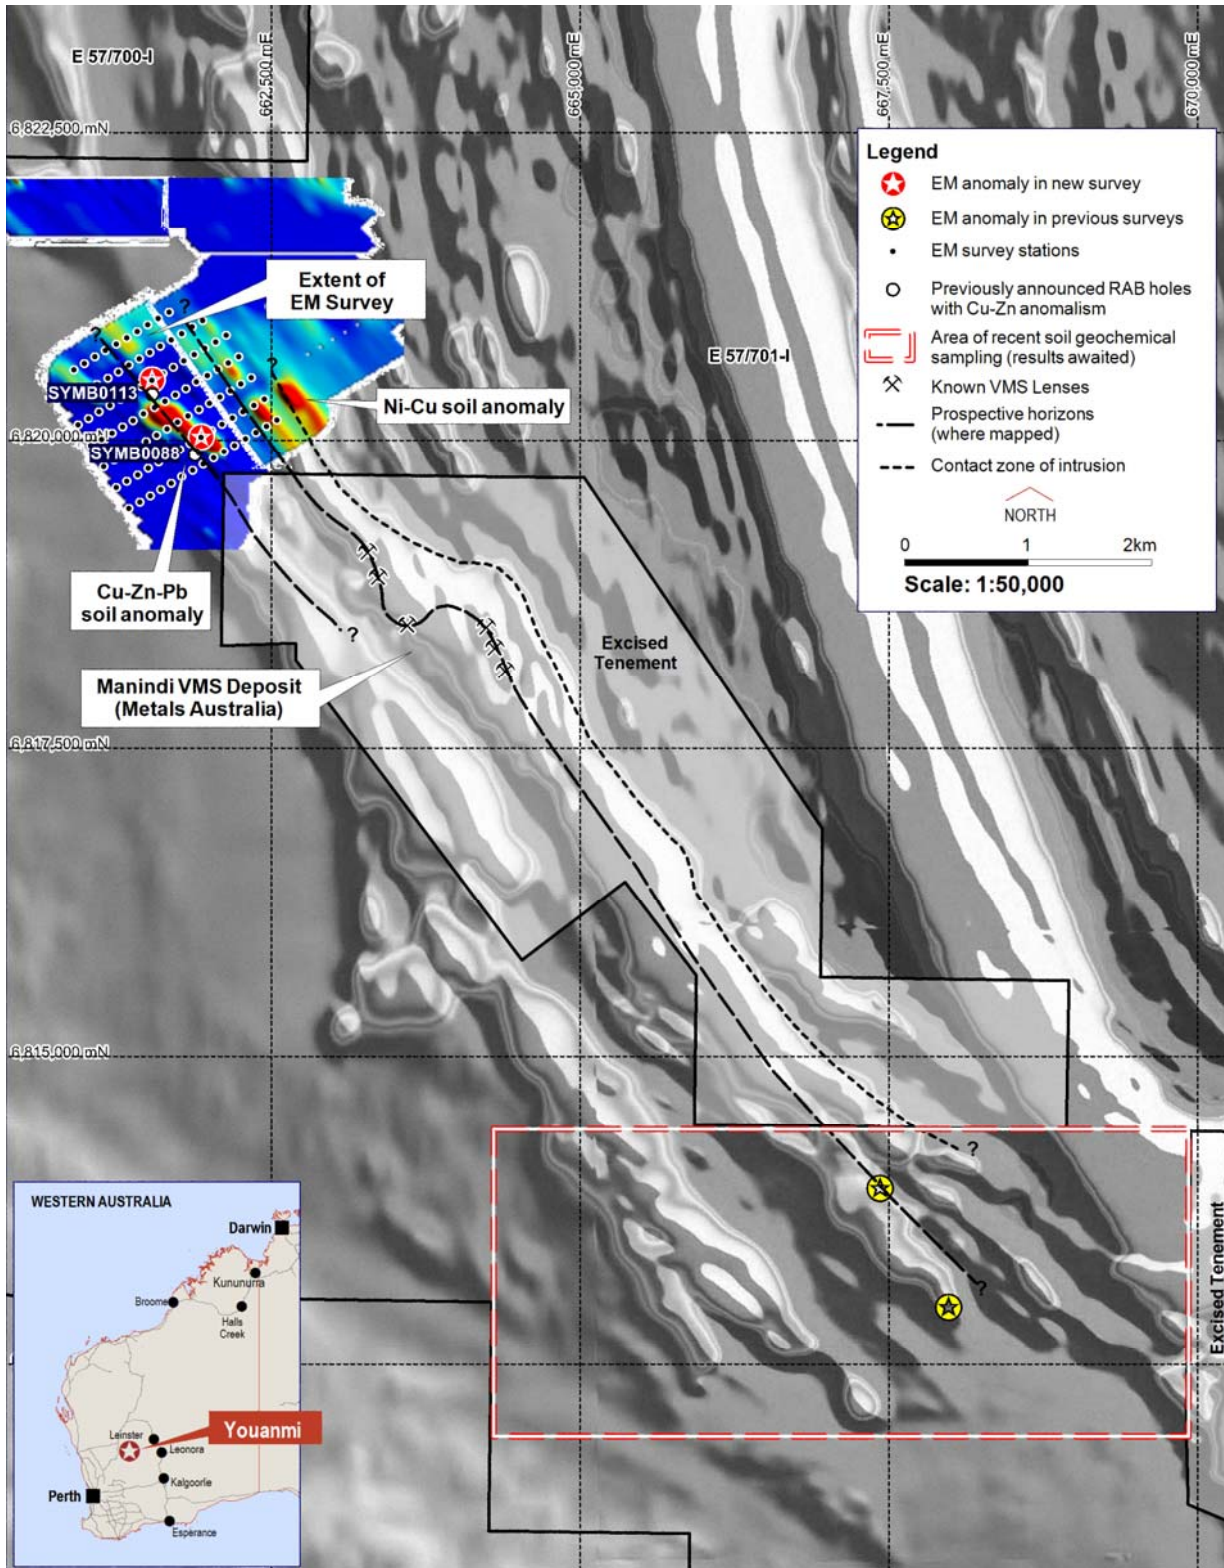 E 57/700-I
662,500 mE
665,000 mE
667,500 mE
670,000 mE
6,822,500 mN
Legend
EM anomaly in new survey
EM anomaly in previous surveys
EM survey stations
Previously announced RAB holes
with Cu-Zn anomalism
Area of recent soil geochemical
sampling (results awaited)
Known VMS Lenses
Prospective horizons
(where mapped)
Contact zone of intrusion
NORTH
0 1 2km
Scale: 1:50,000
Extent of
EM Survey
?
?
?
E 57/701-I
SYMB0113
Ni-Cu soil anomaly
6,820,000 mN
SYMB0088
Cu-Zn-Pb
soil anomaly
?
Excised
Tenement
Manindi VMS Deposit
(Metals Australia)
6,817,500 mN
6,815,000 mN
?
?
Excised Tenement
WESTERN AUSTRALIA
Darwin
Kununurra
Broome
Halls
Creek
Youanmi
Leinster
Leonora
Kalgoorlie
Perth
Esperance